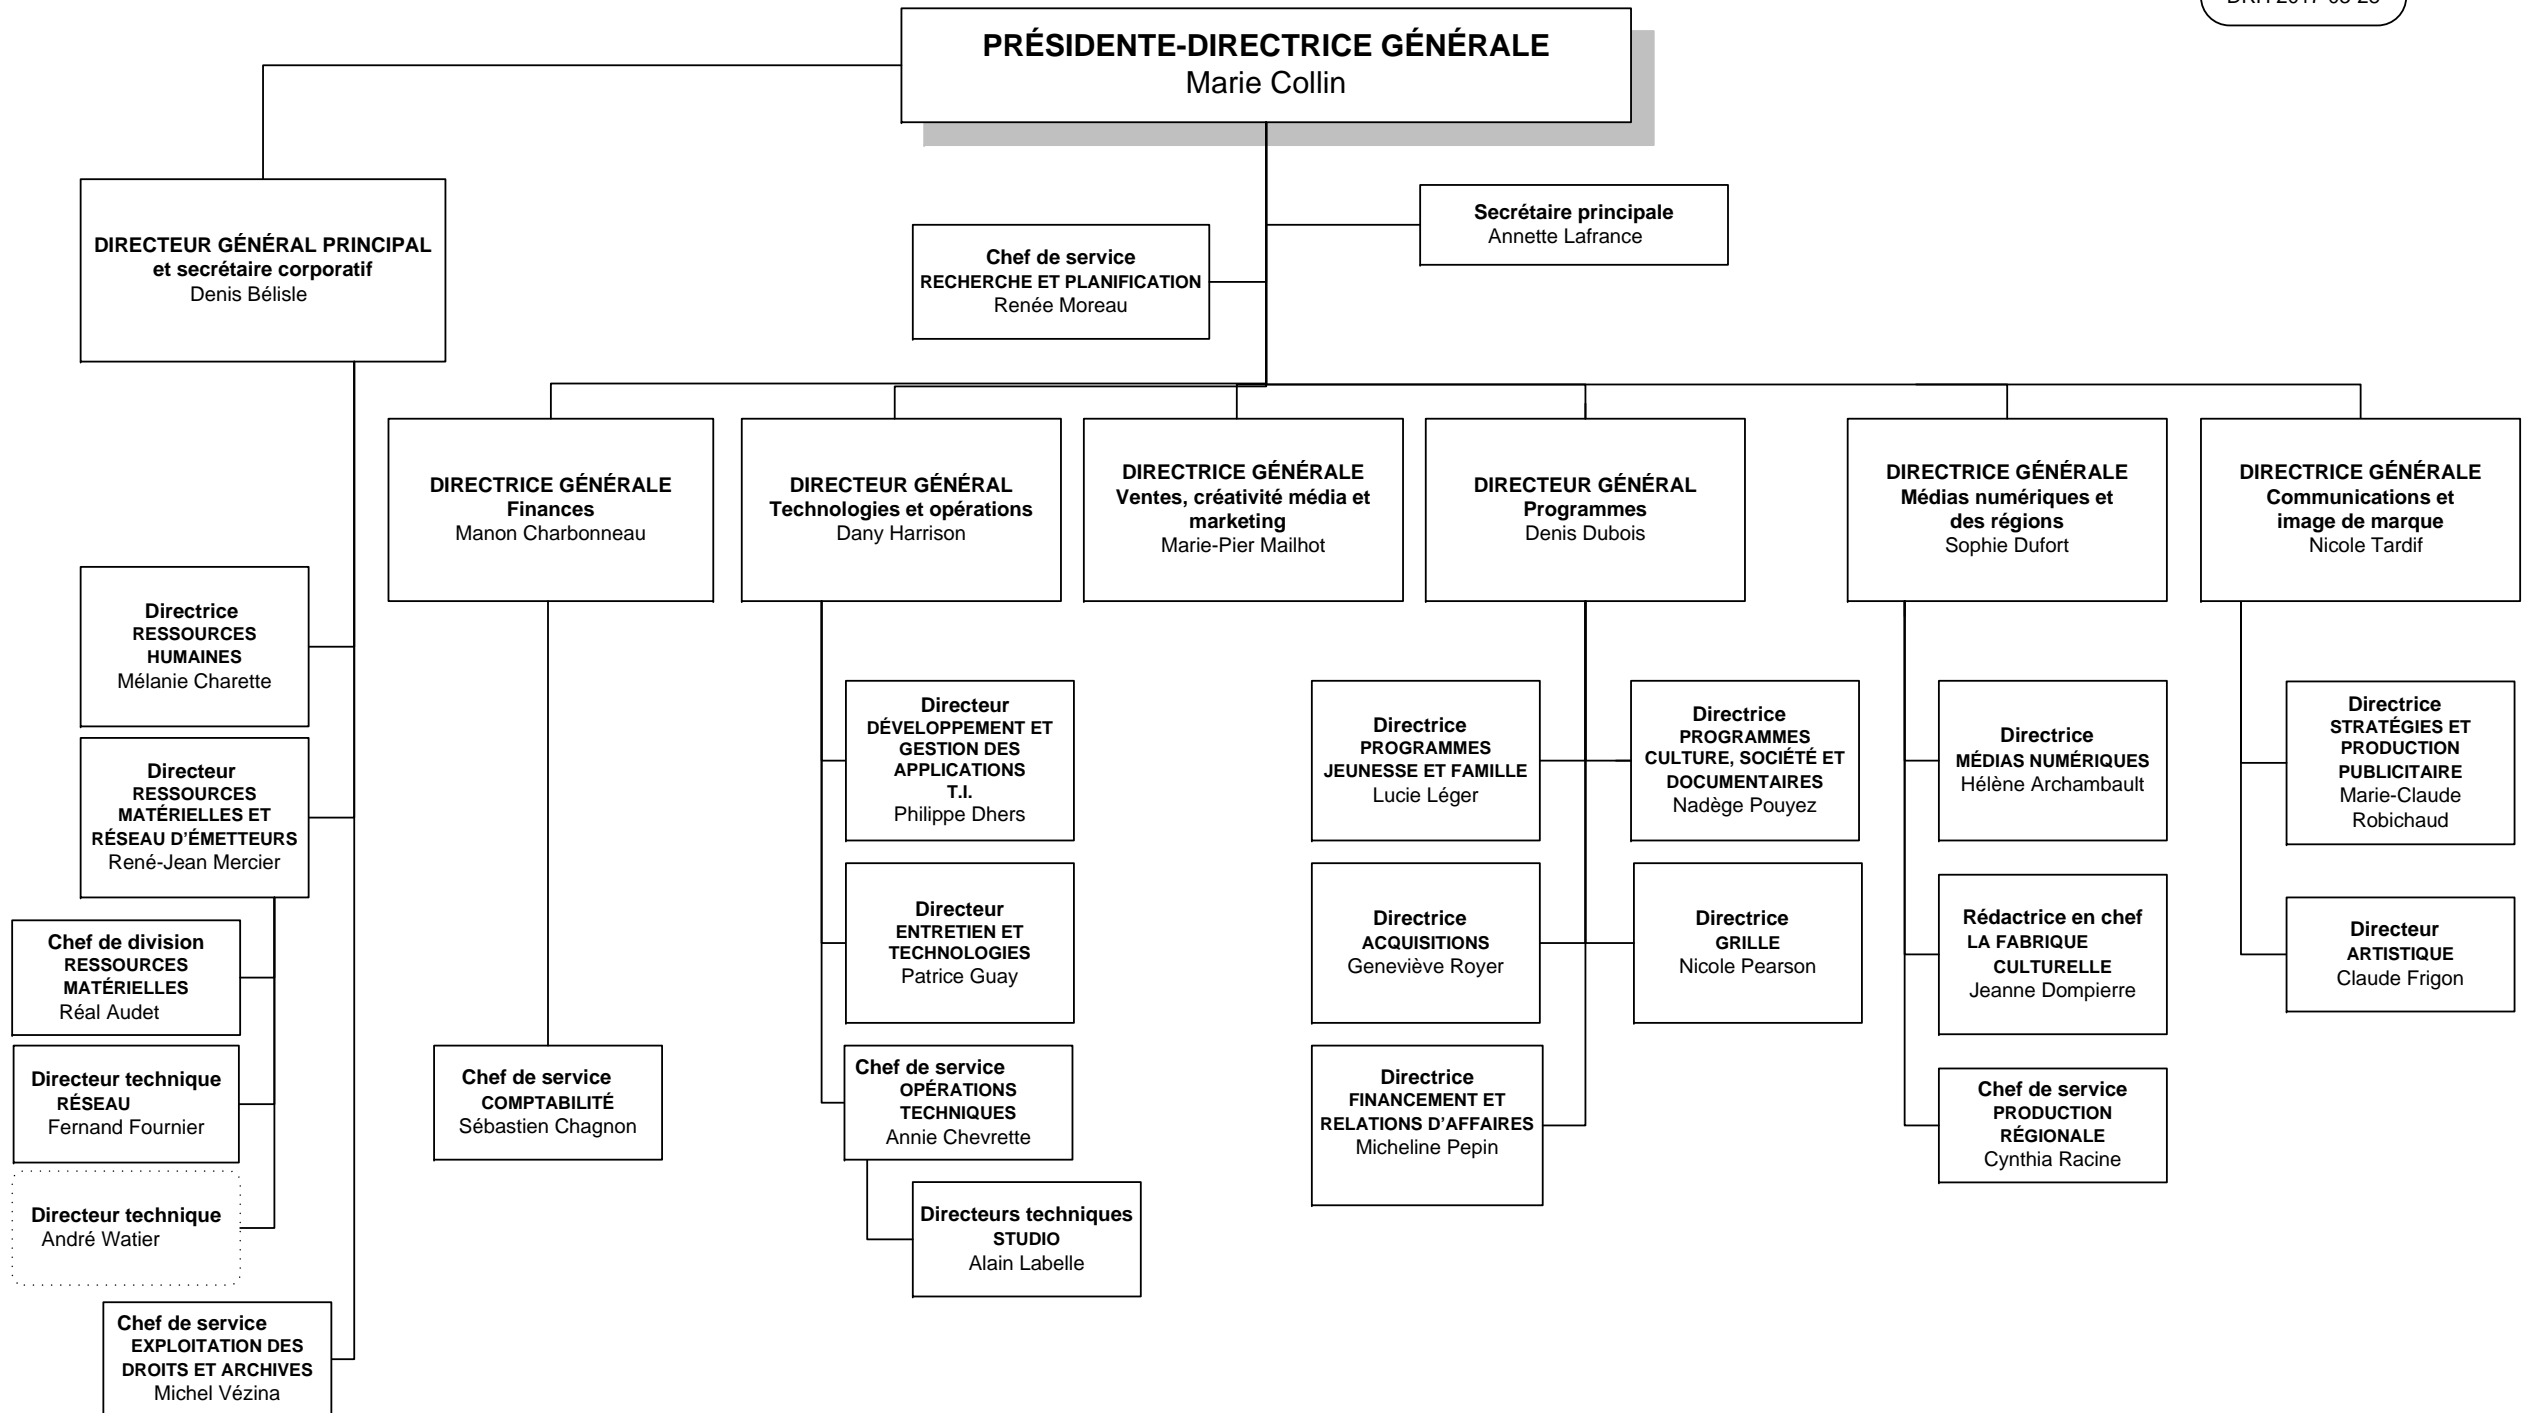 PRÉSIDENTE-DIRECTRICE GÉNÉRALE
Marie Collin
DIRECTEUR GÉNÉRAL PRINCIPAL
et secrétaire corporatif
Denis Bélisle
Secrétaire principale
Annette Lafrance
Chef de service
RECHERCHE ET PLANIFICATION
Renée Moreau
DIRECTRICE GÉNÉRALE
Finances
Manon Charbonneau
DIRECTEUR GÉNÉRAL
Technologies et opérations
Dany Harrison
DIRECTRICE GÉNÉRALE
Ventes, créativité média et
marketing
Marie-Pier Mailhot
DIRECTEUR GÉNÉRAL
Programmes
Denis Dubois
DIRECTRICE GÉNÉRALE
Médias numériques et
des régions
Sophie Dufort
DIRECTRICE GÉNÉRALE
Communications et
image de marque
Nicole Tardif
Directrice
RESSOURCES
HUMAINES
Mélanie Charette
Directeur
RESSOURCES
MATÉRIELLES ET
RÉSEAU D’ÉMETTEURS
René-Jean Mercier
Chef de division
RESSOURCES
MATÉRIELLES
Réal Audet
Directeur technique
RÉSEAU
Fernand Fournier
Directeur technique
André Watier
Chef de service
EXPLOITATION DES
DROITS ET ARCHIVES
Michel Vézina
Chef de service
COMPTABILITÉ
Sébastien Chagnon
Directeur
DÉVELOPPEMENT ET
GESTION DES
APPLICATIONS
T.I.
Philippe Dhers
Directeur
ENTRETIEN ET
TECHNOLOGIES
Patrice Guay
Chef de service
OPÉRATIONS
TECHNIQUES
Annie Chevrette
Directeurs techniques
STUDIO
Alain Labelle
Directrice
PROGRAMMES
JEUNESSE ET FAMILLE
Lucie Léger
Directrice
PROGRAMMES
CULTURE, SOCIÉTÉ ET
DOCUMENTAIRES
Nadège Pouyez
Directrice
ACQUISITIONS
Geneviève Royer
Directrice
GRILLE
Nicole Pearson
Directrice
FINANCEMENT ET
RELATIONS D’AFFAIRES
Micheline Pepin
Directrice
MÉDIAS NUMÉRIQUES
Hélène Archambault
Rédactrice en chef
LA FABRIQUE
CULTURELLE
Jeanne Dompierre
Chef de service
PRODUCTION
RÉGIONALE
Cynthia Racine
Directrice
STRATÉGIES ET
PRODUCTION
PUBLICITAIRE
Marie-Claude
Robichaud
Directeur
ARTISTIQUE
Claude Frigon